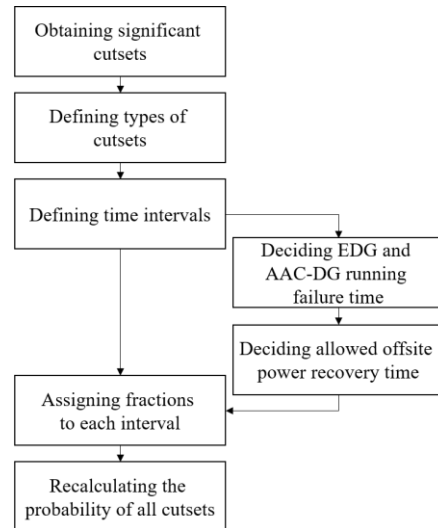 Obtaining significant
cutsets
Defining types of
cutsets
Defining time intervals
Deciding EDG and
AAC-DG running
failure time
Deciding allowed offsite
power recovery time
Assigning fractions
to each interval
Recalculating the
probability of all cutsets